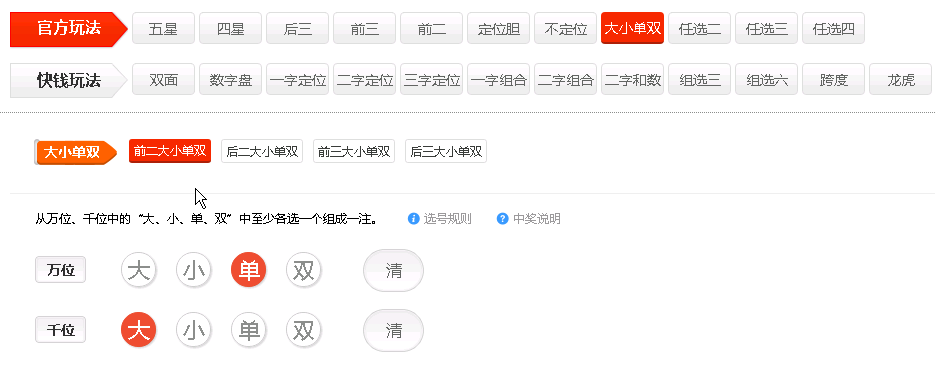 官方玩法 五星 四星 后三 前三 前二 定位胆 不定位 大小单双 任选二 任选三 任选四
快钱玩法 双面 数字盘 一字定位 二字定位 三字定位 一字组合 二字组合 二字和数 组选三 组选六 跨度 龙虎
大小单双 前二大小单双 后二大小单双 前三大小单双 后三大小单双
从万位、千位中的“大、小、单、双”中至少各选一个组成一注。 选号规则 中奖说明
万位 大 小 单 双 清
千位 大 小 单 双 清